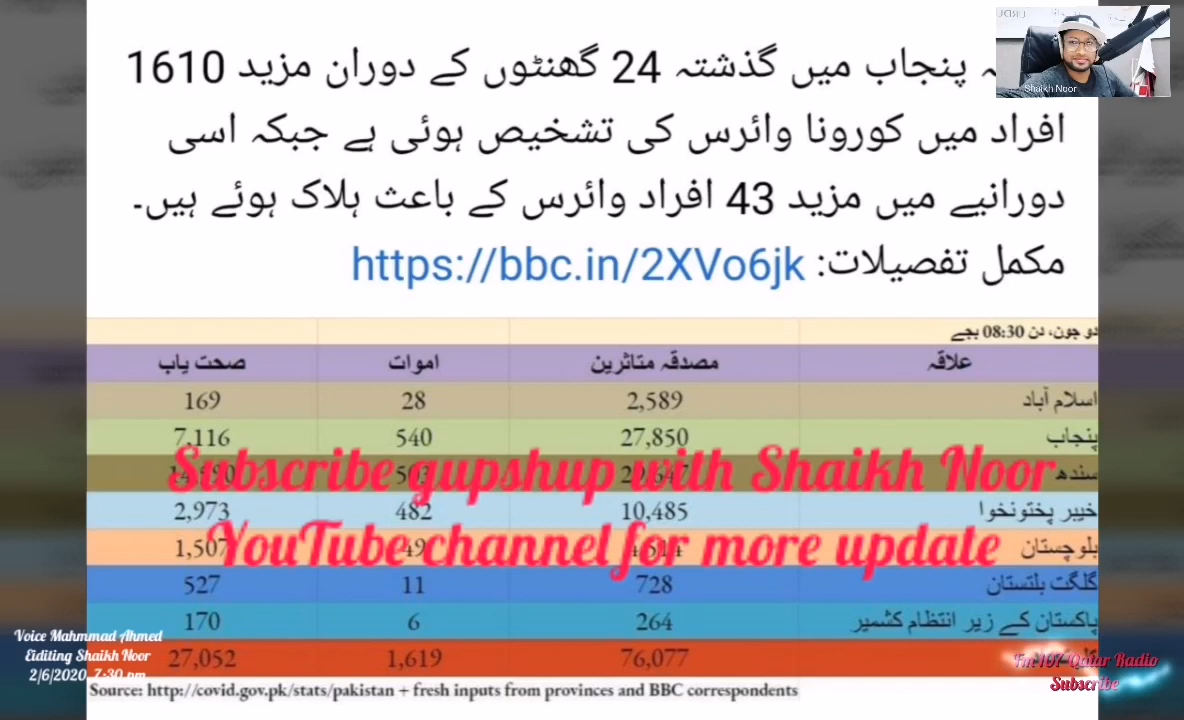 پنجاب میں گذشتہ 24 گھنٹوں کے دوران مزید 1610
افراد میں کورونا وائرس کی تشخیص ہوئی ہے جبکہ اسی
دورانیے میں مزید 43 افراد وائرس کے باعث ہلاک ہوئے ہیں۔
مکمل تفصیلات: https://bbc.in/2XVo6jk
Shaikh Noor
دو جون، دن 08:30 بجے
علاقہ مصدقہ متاثرین اموات صحت یاب
اسلام آباد 2,589 28 169
پنجاب 27,850 540 7,116
سندھ
خیبر پختونخوا 10,485 482 2,973
بلوچستان 49 1,507
گلگت بلتستان 728 11 527
پاکستان کے زیر انتظام کشمیر 264 6 170
76,077 1,619 27,052
Source: http://covid.gov.pk/stats/pakistan + fresh inputs from provinces and BBC correspondents
Subscribe gupshup with Shaikh Noor
YouTube channel for more update
Voice Mahmmad Ahmed
Eiditing Shaikh Noor
2/6/2020 7:30 pm
Fm 107 Qatar Radio
Subscribe